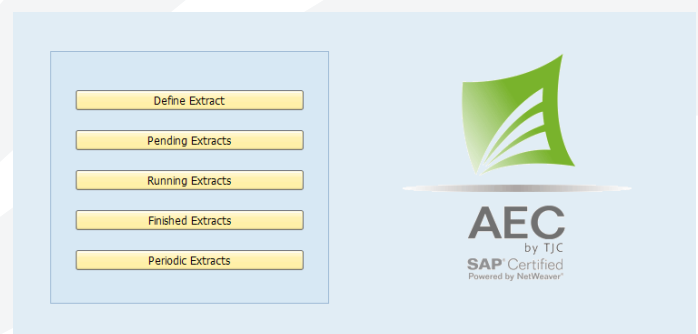 Define Extract
Pending Extracts
Running Extracts
Finished Extracts
Periodic Extracts
AEC
by TJC
SAP® Certified
Powered by NetWeaver®